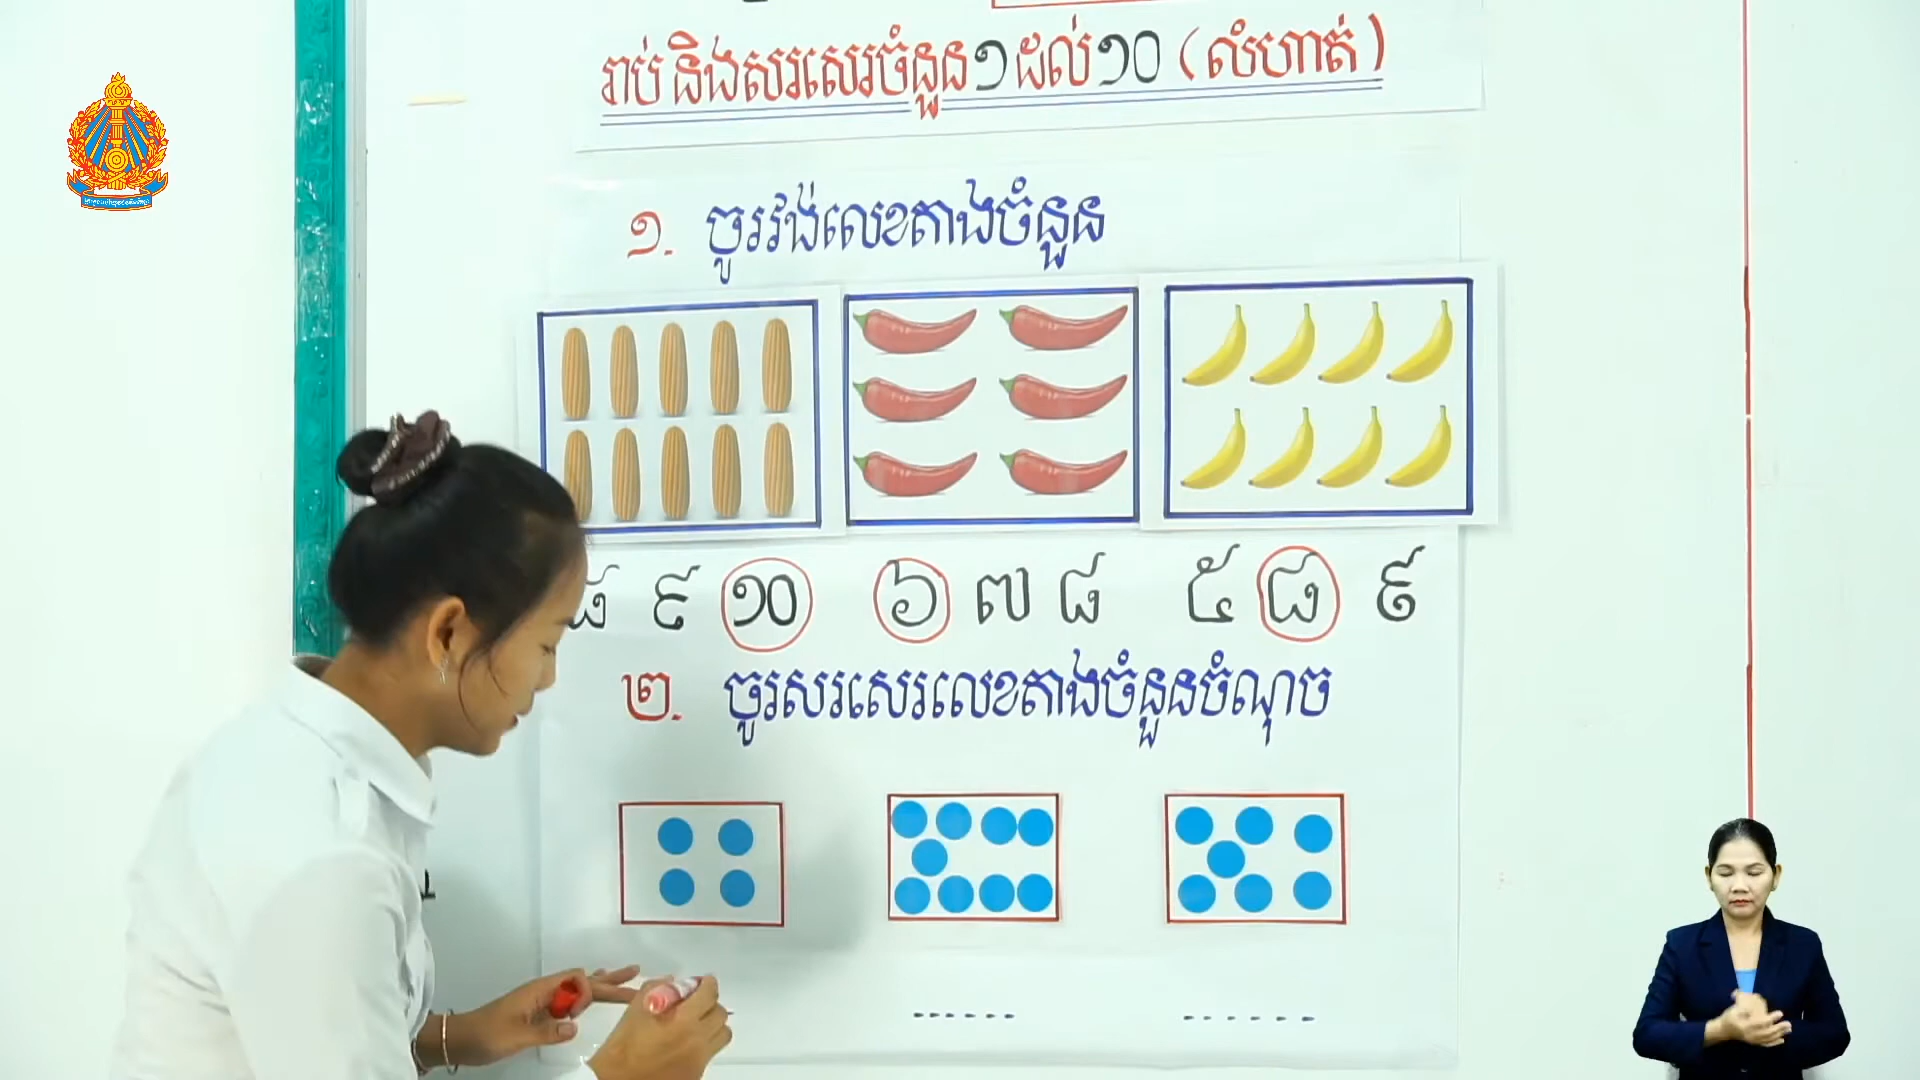 រាប់ និងសរសេរចំនួន១ដល់១០ (លំហាត់)
១. ចូរវង់លេខតាងចំនួន
៨ ៩ ១០ ៦ ៧ ៨ ៥ ៨ ៩
២. ចូរសរសេរលេខតាងចំនួនចំណុច